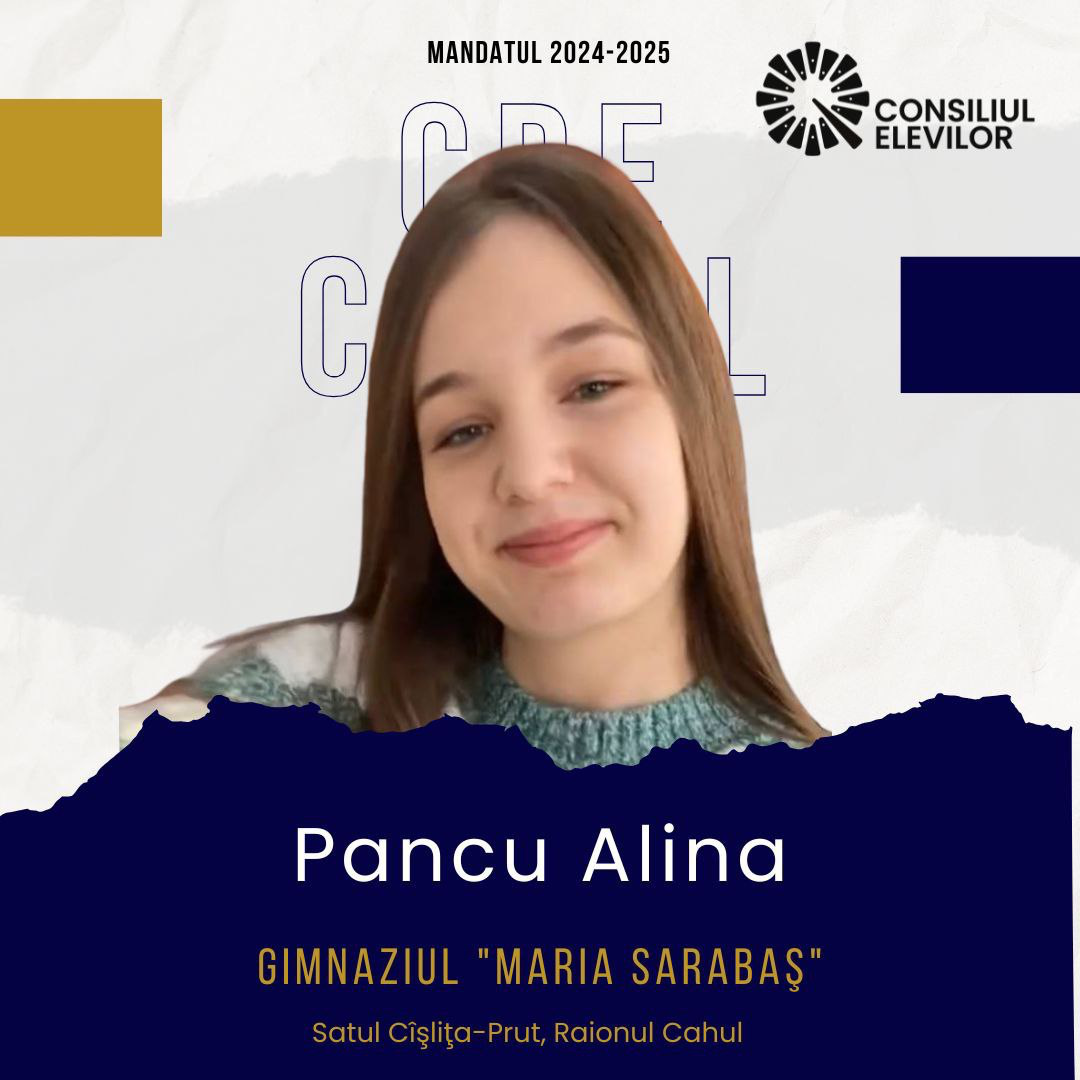 MANDATUL 2024-2025
CONSILIUL
ELEVILOR
CRE
Pancu Alina
GIMNAZIUL "MARIA SARABAŞ"
Satul Cîşliţa-Prut, Raionul Cahul